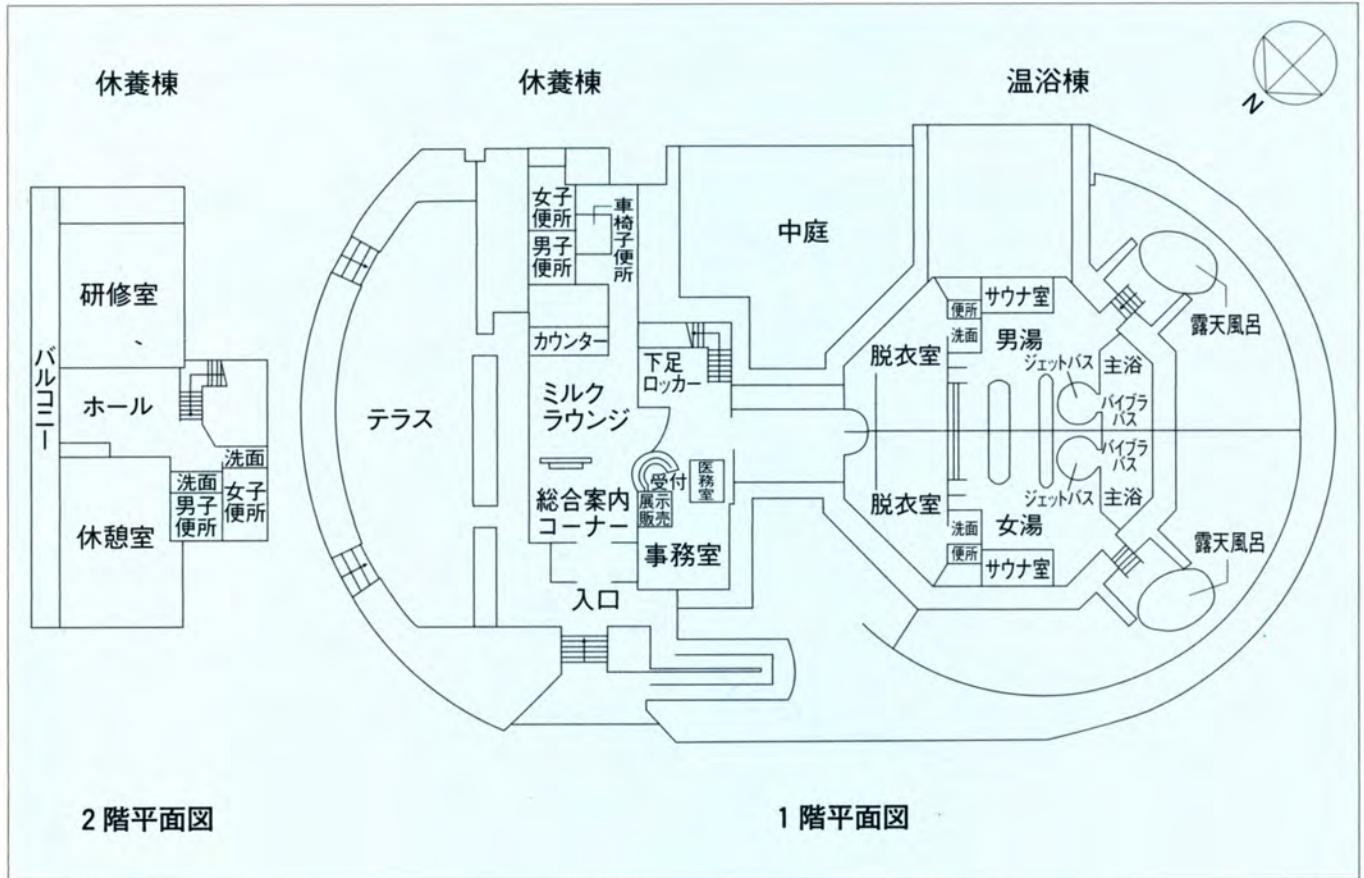 休養棟
休養棟
温浴棟
N
研修室
バルコニー
ホール
洗面
洗面
男子
便所
女子
便所
休憩室
女子
便所
男子
便所
車椅子便所
カウンター
下足
ロッカー
ミルク
ラウンジ
テラス
受付
医務室
展示
販売
総合案内
コーナー
事務室
入口
中庭
便所
サウナ室
洗面
男湯
脱衣室
ジェットバス
主浴
バイブラ
バス
露天風呂
バイブラ
バス
ジェットバス
主浴
脱衣室
洗面
女湯
便所
サウナ室
露天風呂
2階平面図
1階平面図